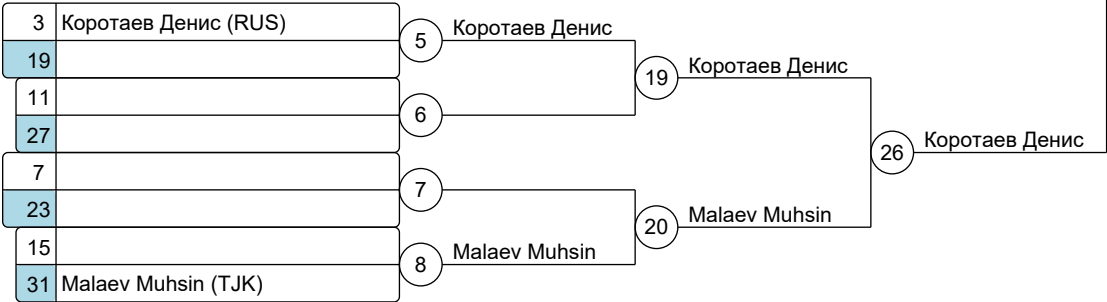 3 Коротаев Денис (RUS)
19
11
27
7
23
15
31 Malaev Muhsin (TJK)
5 Коротаев Денис
6
7
8 Malaev Muhsin
19 Коротаев Денис
20 Malaev Muhsin
26 Коротаев Денис